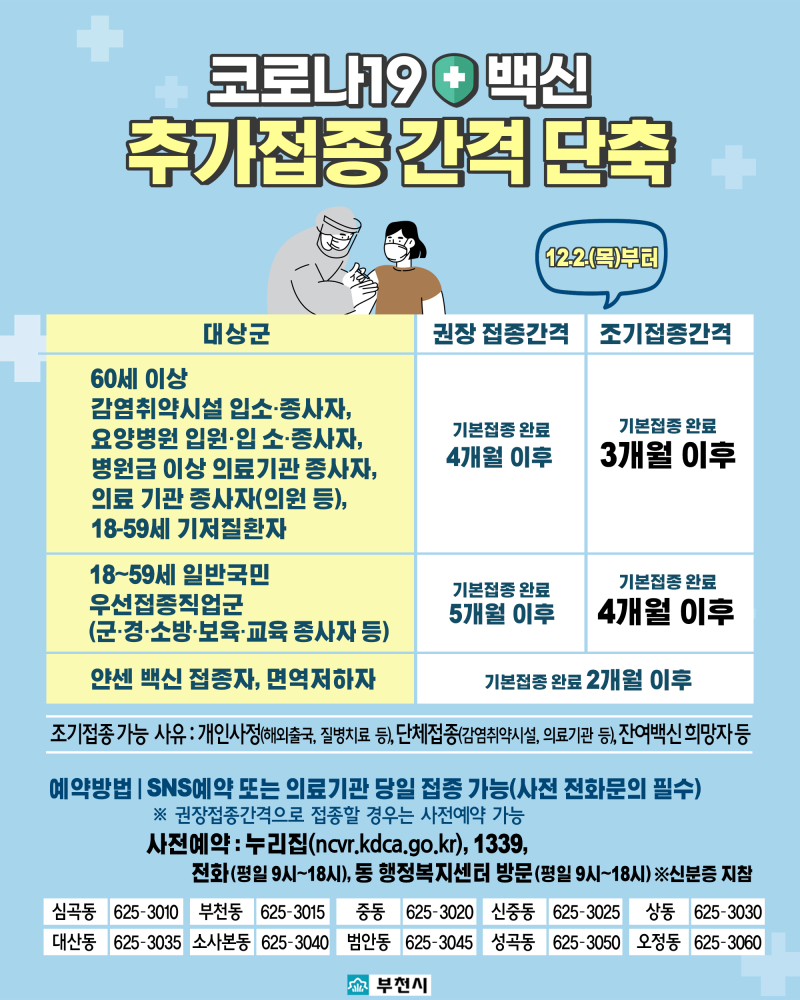 코로나19 백신
추가접종 간격 단축
12.2.(목)부터
대상군 권장 접종간격 조기접종간격
60세 이상
감염취약시설 입소·종사자,
요양병원 입원·입 소·종사자,
병원급 이상 의료기관 종사자,
의료 기관 종사자(의원 등),
18-59세 기저질환자
기본접종 완료
4개월 이후
기본접종 완료
3개월 이후
18~59세 일반국민
우선접종직업군
(군·경·소방·보육·교육 종사자 등)
기본접종 완료
5개월 이후
기본접종 완료
4개월 이후
얀센 백신 접종자, 면역저하자
기본접종 완료 2개월 이후
조기접종 가능 사유 : 개인사정(해외출국, 질병치료 등), 단체접종(감염취약시설, 의료기관 등), 잔여백신 희망자 등
예약방법 | SNS예약 또는 의료기관 당일 접종 가능(사전 전화문의 필수)
※ 권장접종간격으로 접종할 경우는 사전예약 가능
사전예약 : 누리집(ncvr.kdca.go.kr), 1339,
전화(평일 9시~18시), 동 행정복지센터 방문(평일 9시~18시) ※신분증 지참
심곡동 625-3010 부천동 625-3015 중동 625-3020 신중동 625-3025 상동 625-3030
대산동 625-3035 소사본동 625-3040 범안동 625-3045 성곡동 625-3050 오정동 625-3060
부천시